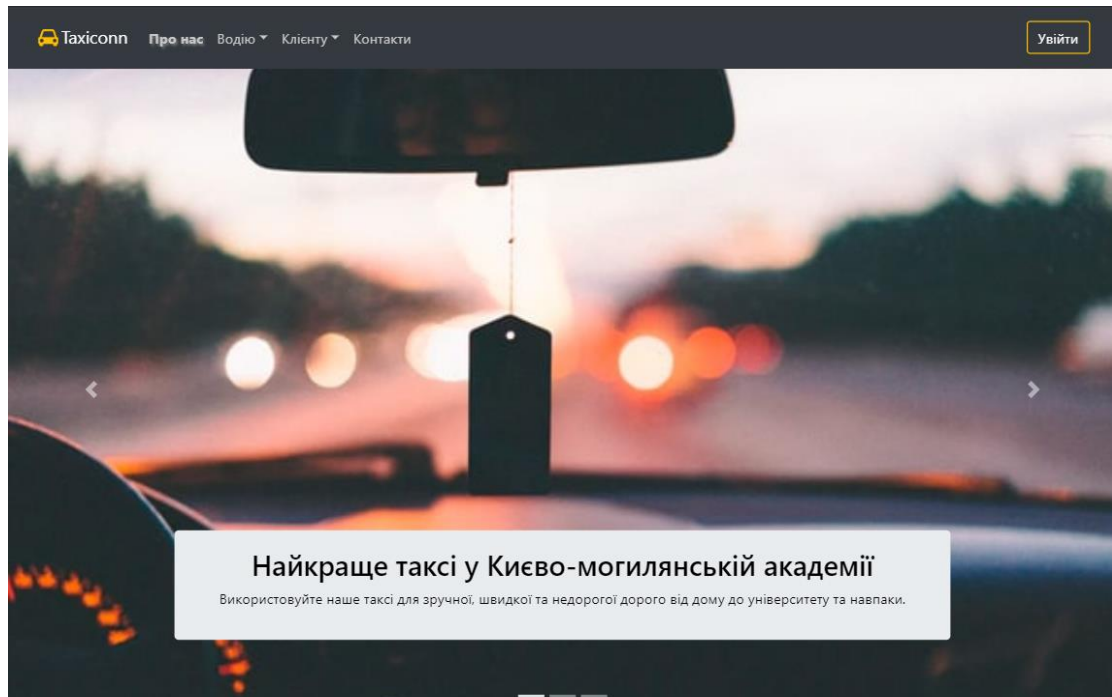 Taxiconn Про нас Водію Клієнту Контакти Увійти
Найкраще таксі у Києво-могилянській академії
Використовуйте наше таксі для зручної, швидкої та недорогої дорого від дому до університету та навпаки.